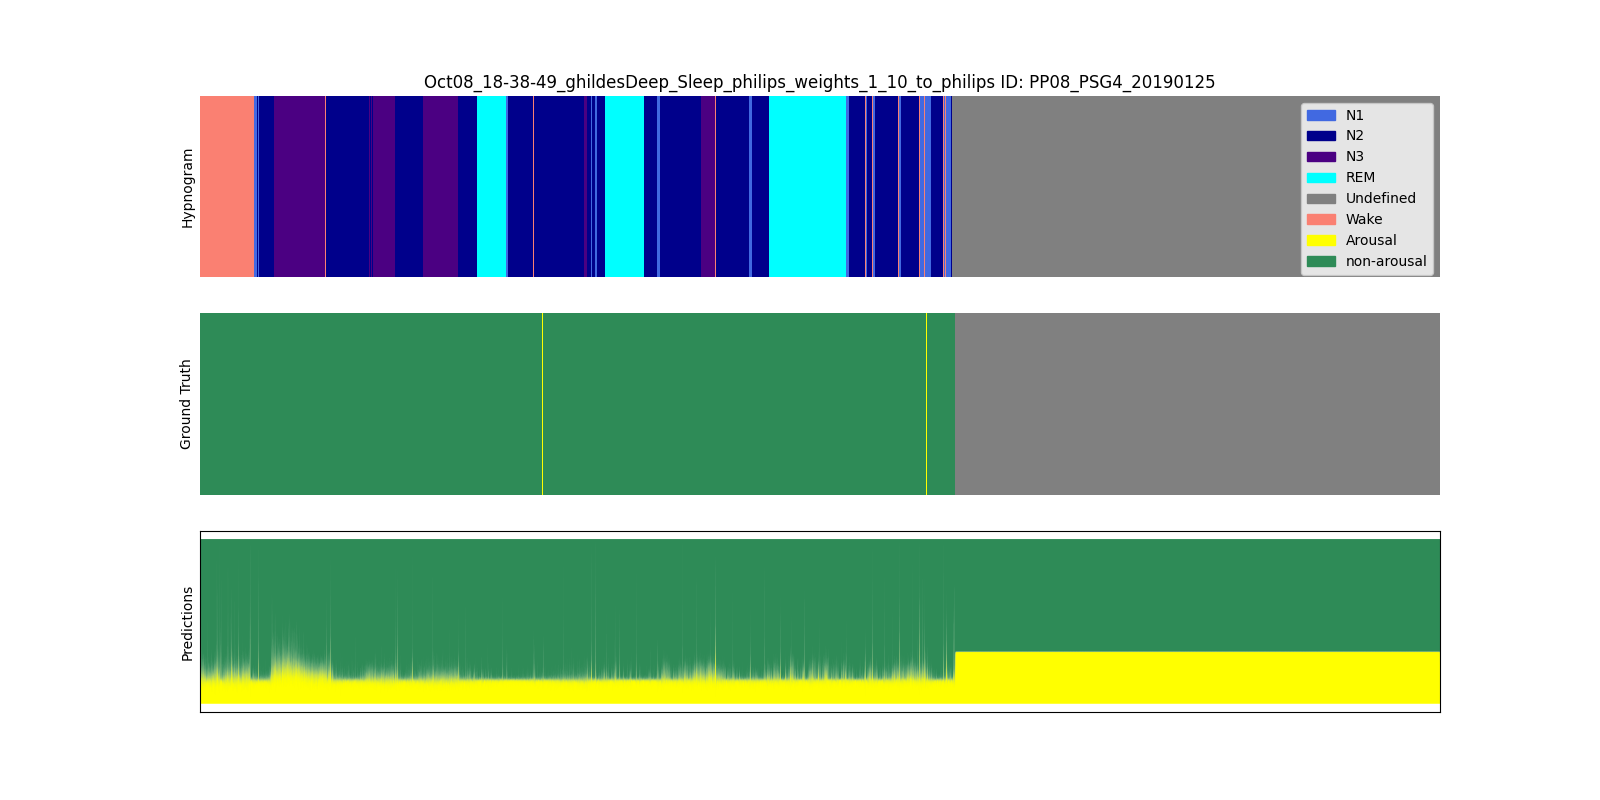 Oct08_18-38-49_ghildesDeep_Sleep_philips_weights_1_10_to_philips ID: PP08_PSG4_20190125
Hypnogram
N1
N2
N3
REM
Undefined
Wake
Arousal
non-arousal
Ground Truth
Predictions